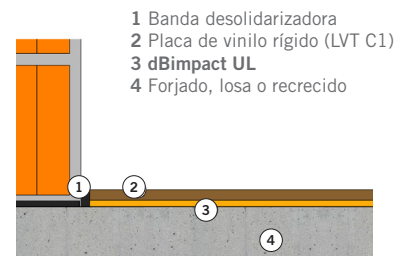 1 Banda desolidarizadora
2 Placa de vinilo rígido (LVT C1)
3 dBimpact UL
4 Forjado, losa o recrecido
1
2
3
4